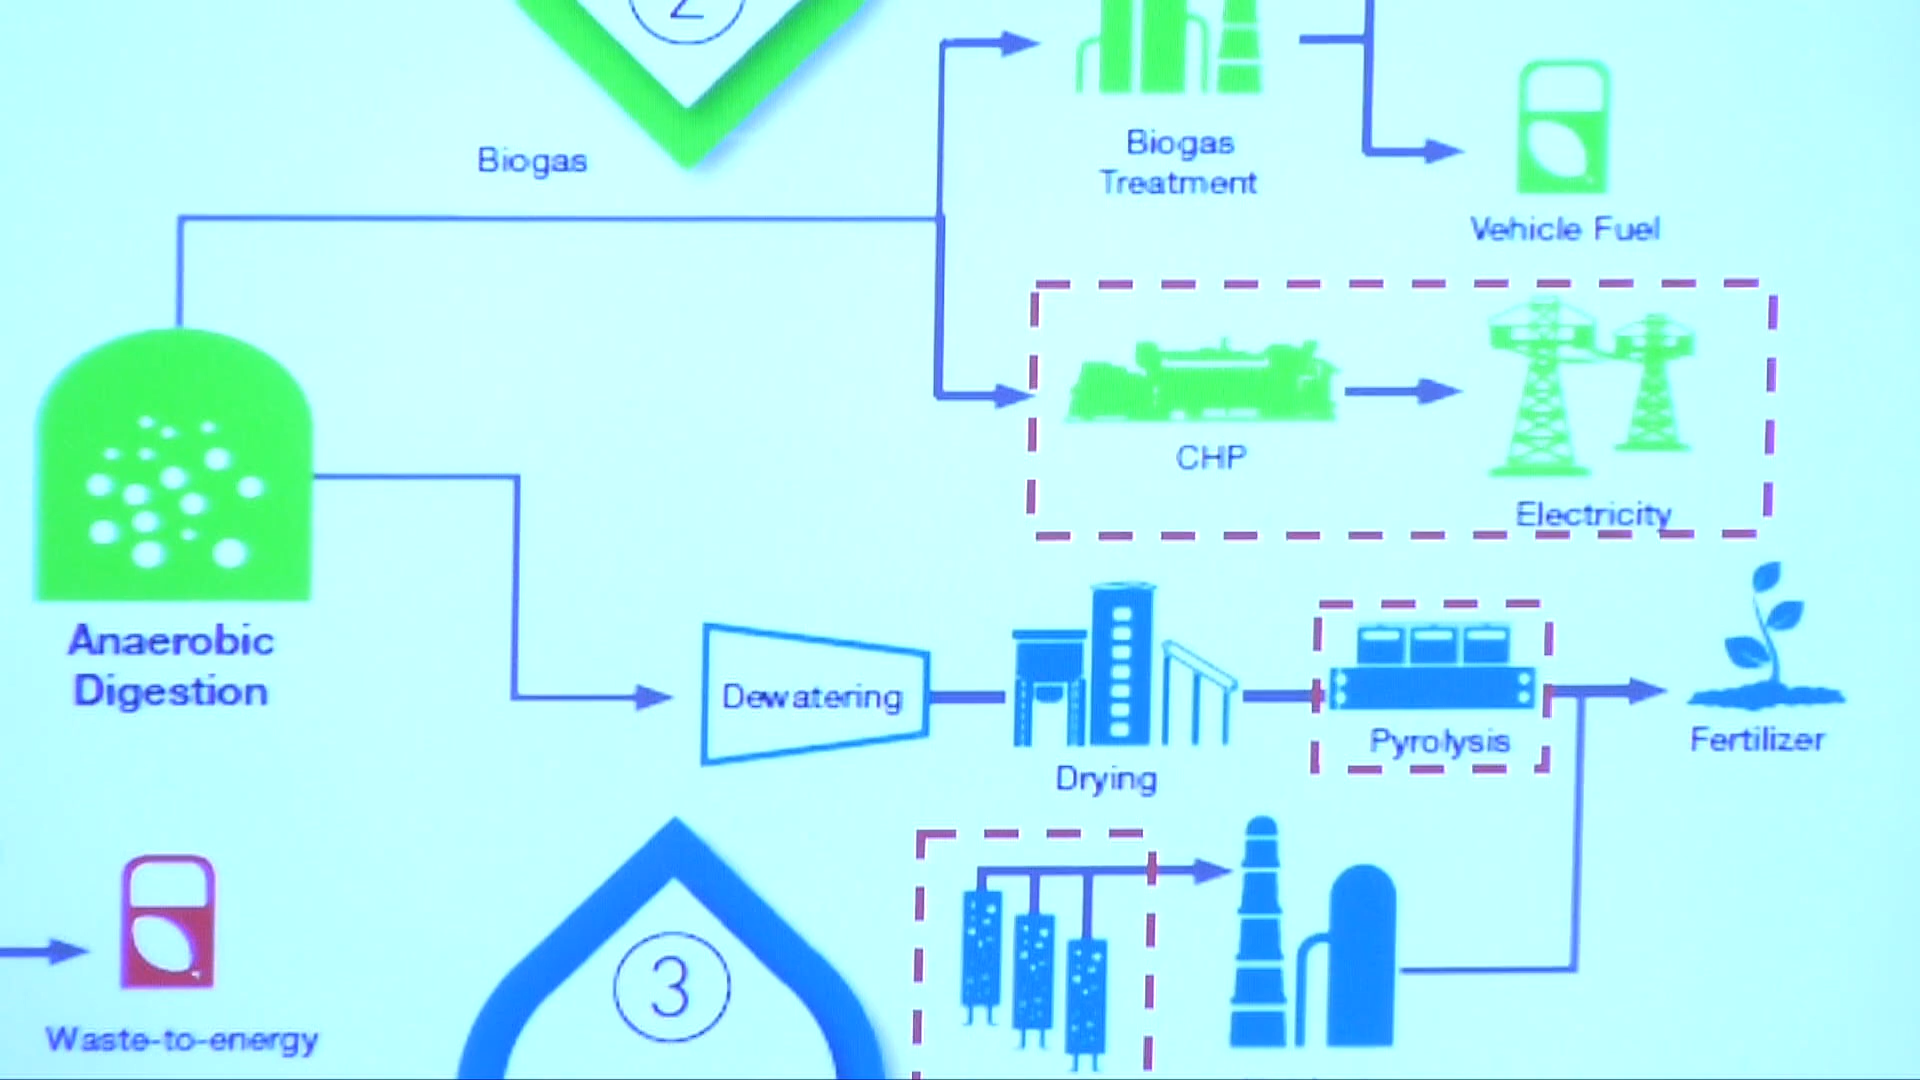 2
Biogas
Biogas
Treatment
Vehicle Fuel
CHP
Electricity
Anaerobic
Digestion
Dewatering
Drying
Pyrolysis
Fertilizer
Waste-to-energy
3